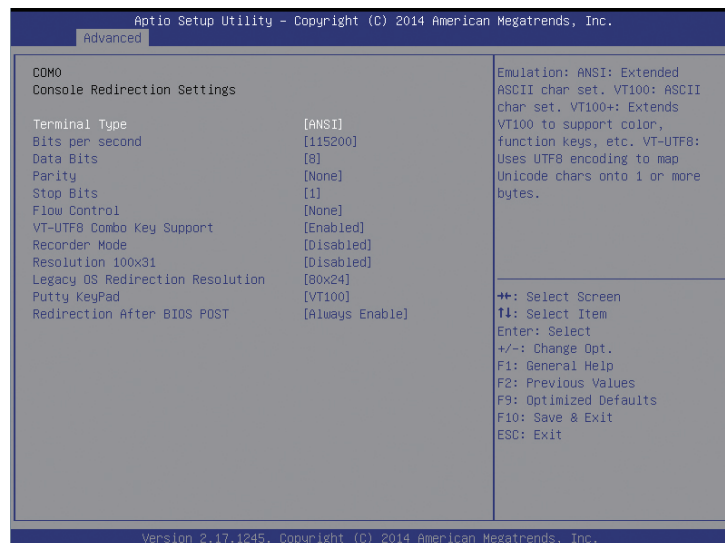 Aptio Setup Utility – Copyright (C) 2014 American Megatrends, Inc.
Advanced
COM0
Console Redirection Settings
Terminal Type [ANSI]
Bits per second [115200]
Data Bits [8]
Parity [None]
Stop Bits [1]
Flow Control [None]
VT-UTF8 Combo Key Support [Enabled]
Recorder Mode [Disabled]
Resolution 100x31 [Disabled]
Legacy OS Redirection Resolution [80x24]
Putty KeyPad [VT100]
Redirection After BIOS POST [Always Enable]
Emulation: ANSI: Extended
ASCII char set. VT100: ASCII
char set. VT100+: Extends
VT100 to support color,
function keys, etc. VT-UTF8:
Uses UTF8 encoding to map
Unicode chars onto 1 or more
bytes.
→←: Select Screen
↑↓: Select Item
Enter: Select
+/-: Change Opt.
F1: General Help
F2: Previous Values
F9: Optimized Defaults
F10: Save & Exit
ESC: Exit
Version 2.17.1245. Copyright (C) 2014 American Megatrends, Inc.